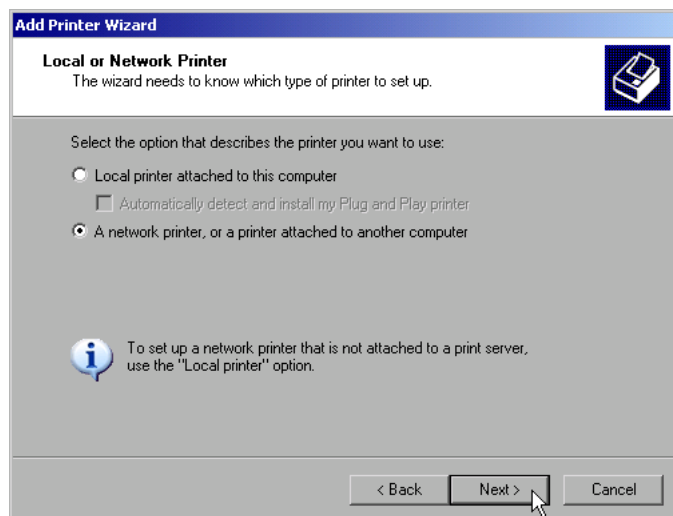 Add Printer Wizard
Local or Network Printer
The wizard needs to know which type of printer to set up.
Select the option that describes the printer you want to use:
Local printer attached to this computer
Automatically detect and install my Plug and Play printer
A network printer, or a printer attached to another computer
To set up a network printer that is not attached to a print server,
use the "Local printer" option.
< Back
Next >
Cancel